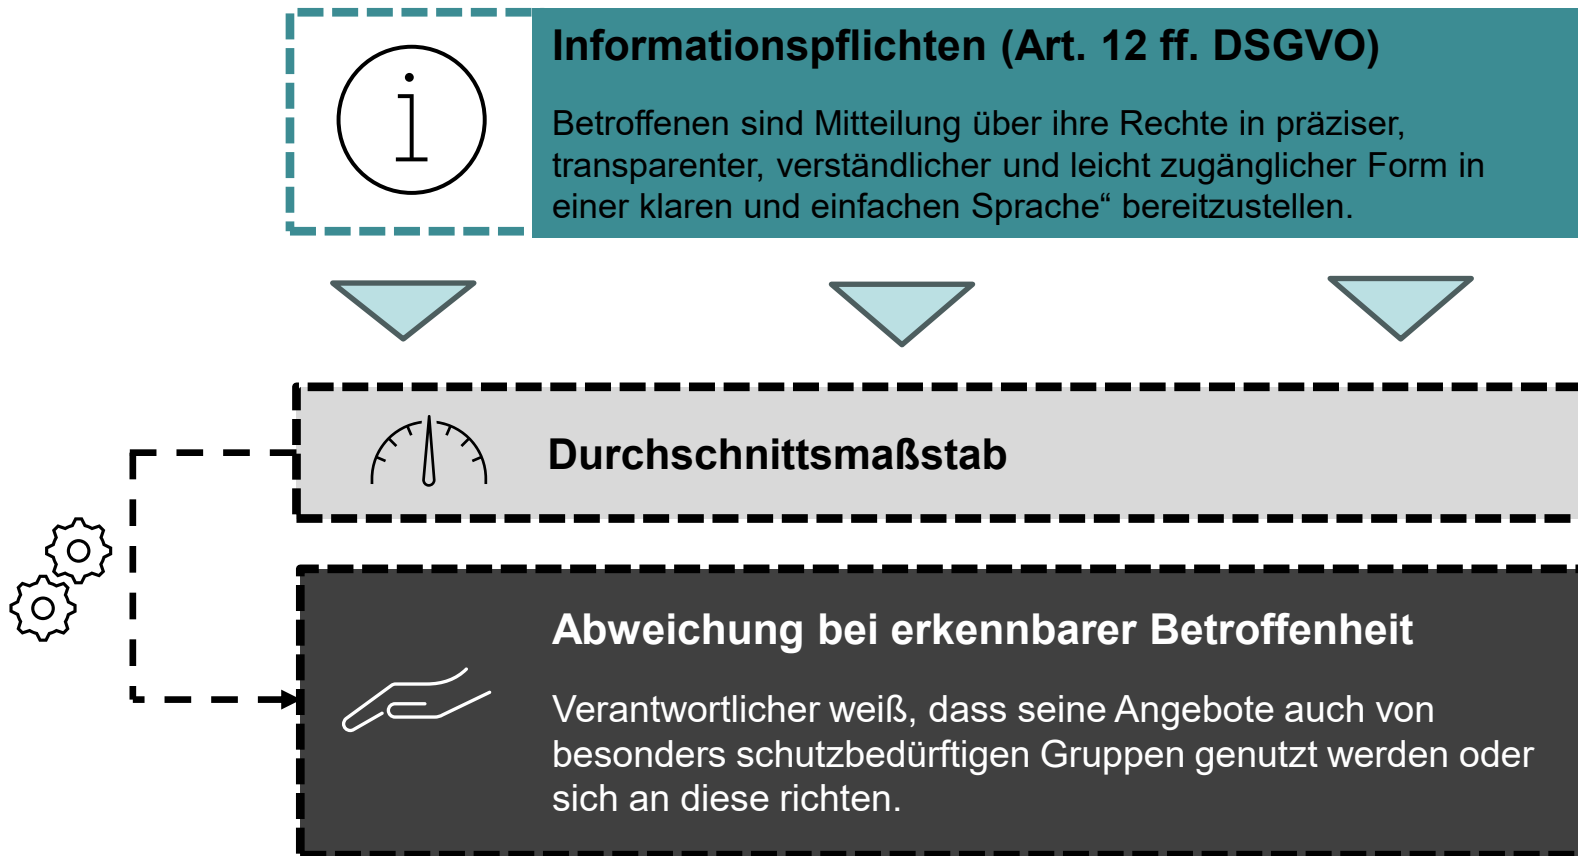 Informationspflichten (Art. 12 ff. DSGVO)
Betroffenen sind Mitteilung über ihre Rechte in präziser,
transparenter, verständlicher und leicht zugänglicher Form in
einer klaren und einfachen Sprache“ bereitzustellen.
Durchschnittsmaßstab
Abweichung bei erkennbarer Betroffenheit
Verantwortlicher weiß, dass seine Angebote auch von
besonders schutzbedürftigen Gruppen genutzt werden oder
sich an diese richten.